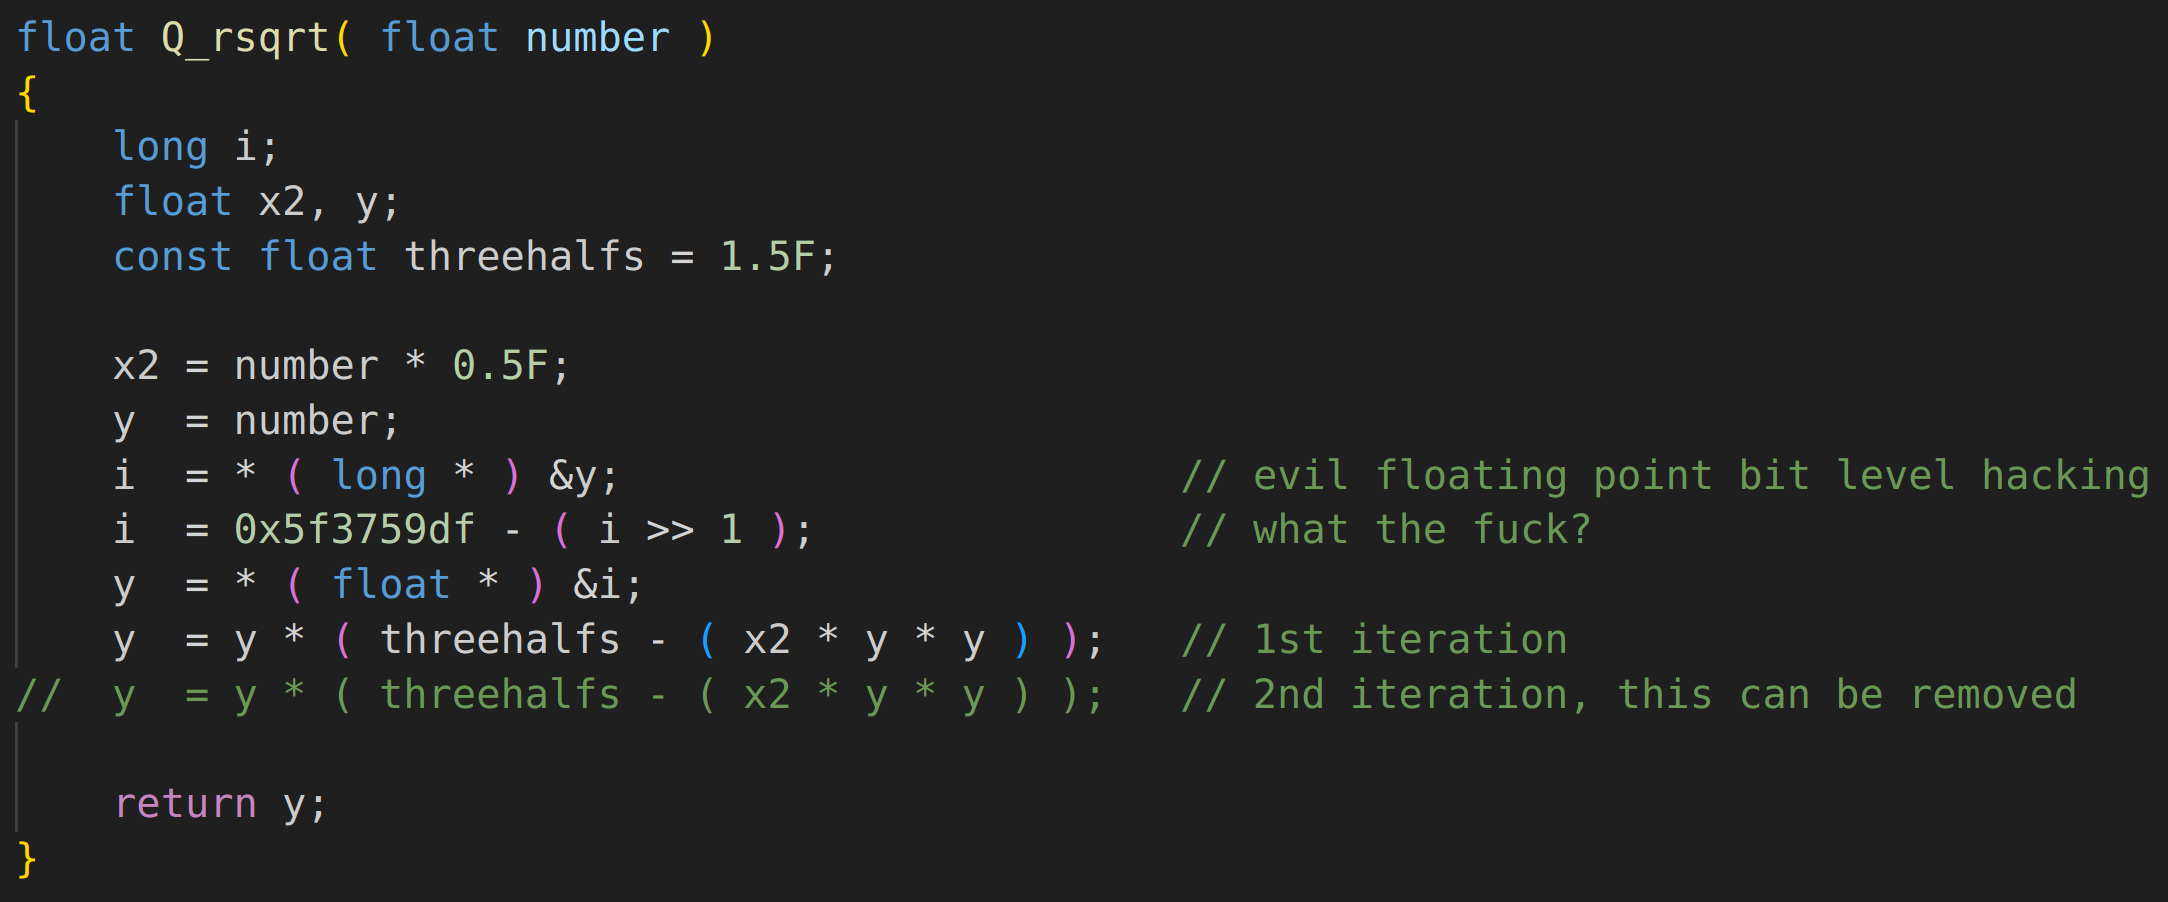 float Q_rsqrt( float number )
{
    long i;
    float x2, y;
    const float threehalfs = 1.5F;

    x2 = number * 0.5F;
    y  = number;
    i  = * ( long * ) &y;                       // evil floating point bit level hacking
    i  = 0x5f3759df - ( i >> 1 );               // what the fuck?
    y  = * ( float * ) &i;
    y  = y * ( threehalfs - ( x2 * y * y ) );   // 1st iteration
//  y  = y * ( threehalfs - ( x2 * y * y ) );   // 2nd iteration, this can be removed

    return y;
}